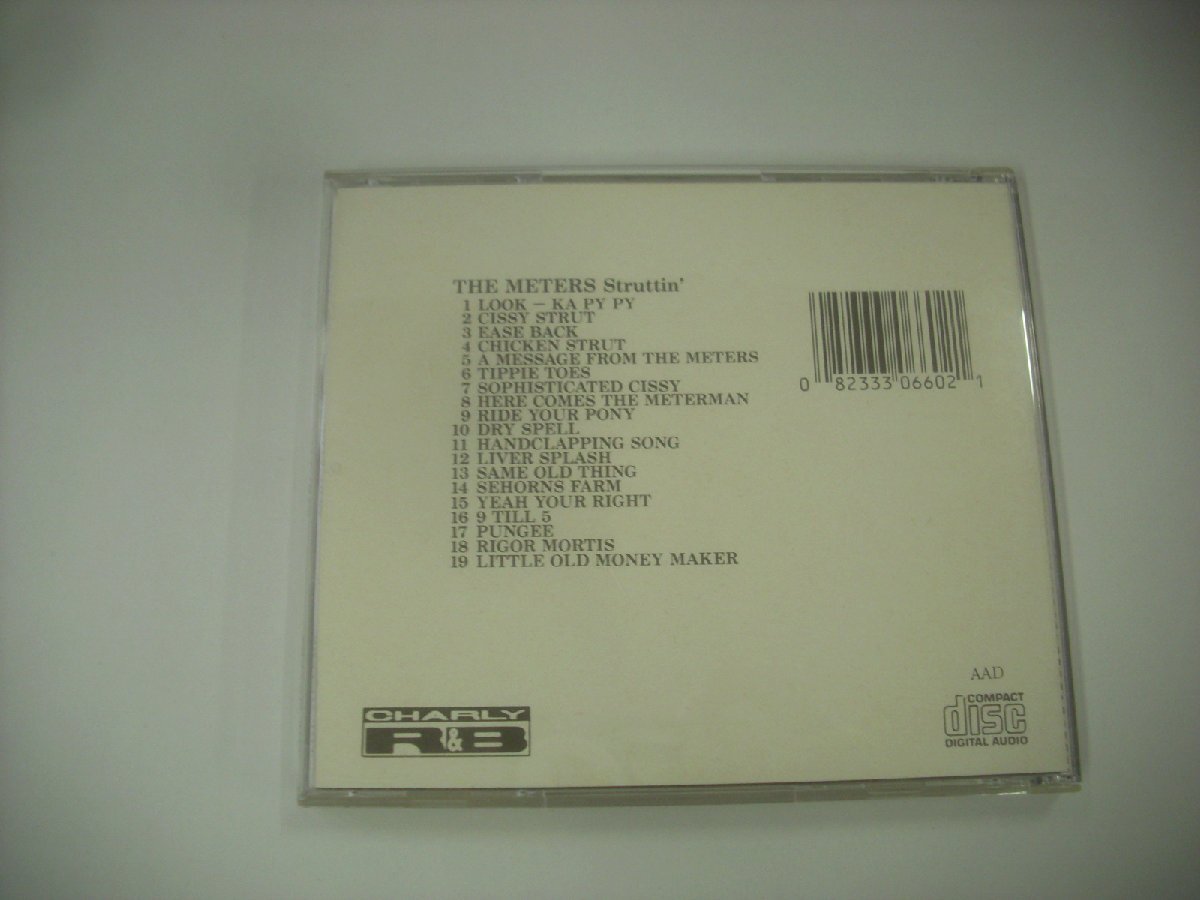 THE METERS Struttin'
1 LOOK – KA PY PY
2 CISSY STRUT
3 EASE BACK
4 CHICKEN STRUT
5 A MESSAGE FROM THE METERS
6 TIPPIE TOES
7 SOPHISTICATED CISSY
8 HERE COMES THE METERMAN
9 RIDE YOUR PONY
10 DRY SPELL
11 HANDCLAPPING SONG
12 LIVER SPLASH
13 SAME OLD THING
14 SEHORNS FARM
15 YEAH YOUR RIGHT
16 9 TILL 5
17 PUNGEE
18 RIGOR MORTIS
19 LITTLE OLD MONEY MAKER
0 82333 06602 1
AAD
COMPACT
disc
DIGITAL AUDIO
CHARLY
R&B